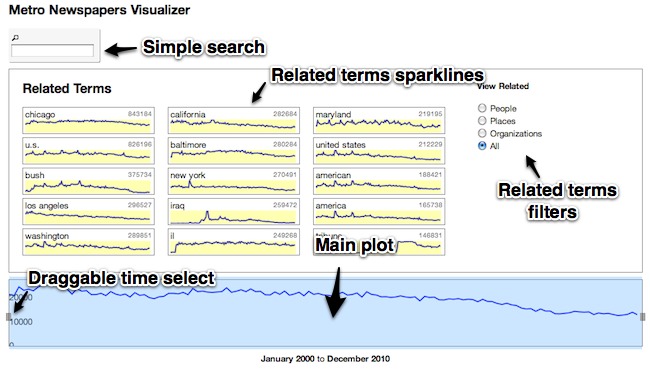 Metro Newspapers Visualizer
Simple search
Related Terms
Related terms sparklines
View Related
chicago 843184
california 282684
maryland 219195
People
Places
Organizations
All
u.s. 826196
baltimore 280284
united states 212229
bush 375734
new york 270491
american 188421
los angeles 296527
iraq 259472
america 165738
washington 289851
il 249268
146831
Related terms
filters
Main plot
Draggable time select
20000
10000
January 2000 to December 2010